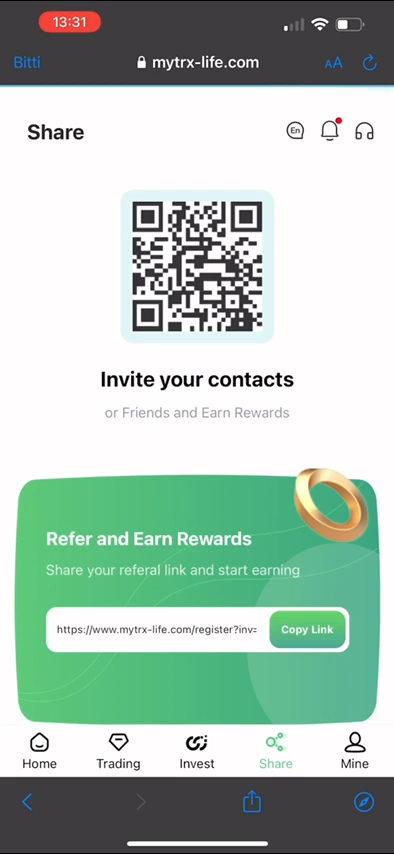 13:31
Bitti
mytrx-life.com
AA
Share
En
Invite your contacts
or Friends and Earn Rewards
Refer and Earn Rewards
Share your referal link and start earning
https://www.mytrx-life.com/register?inv=
Copy Link
Home
Trading
Invest
Share
Mine